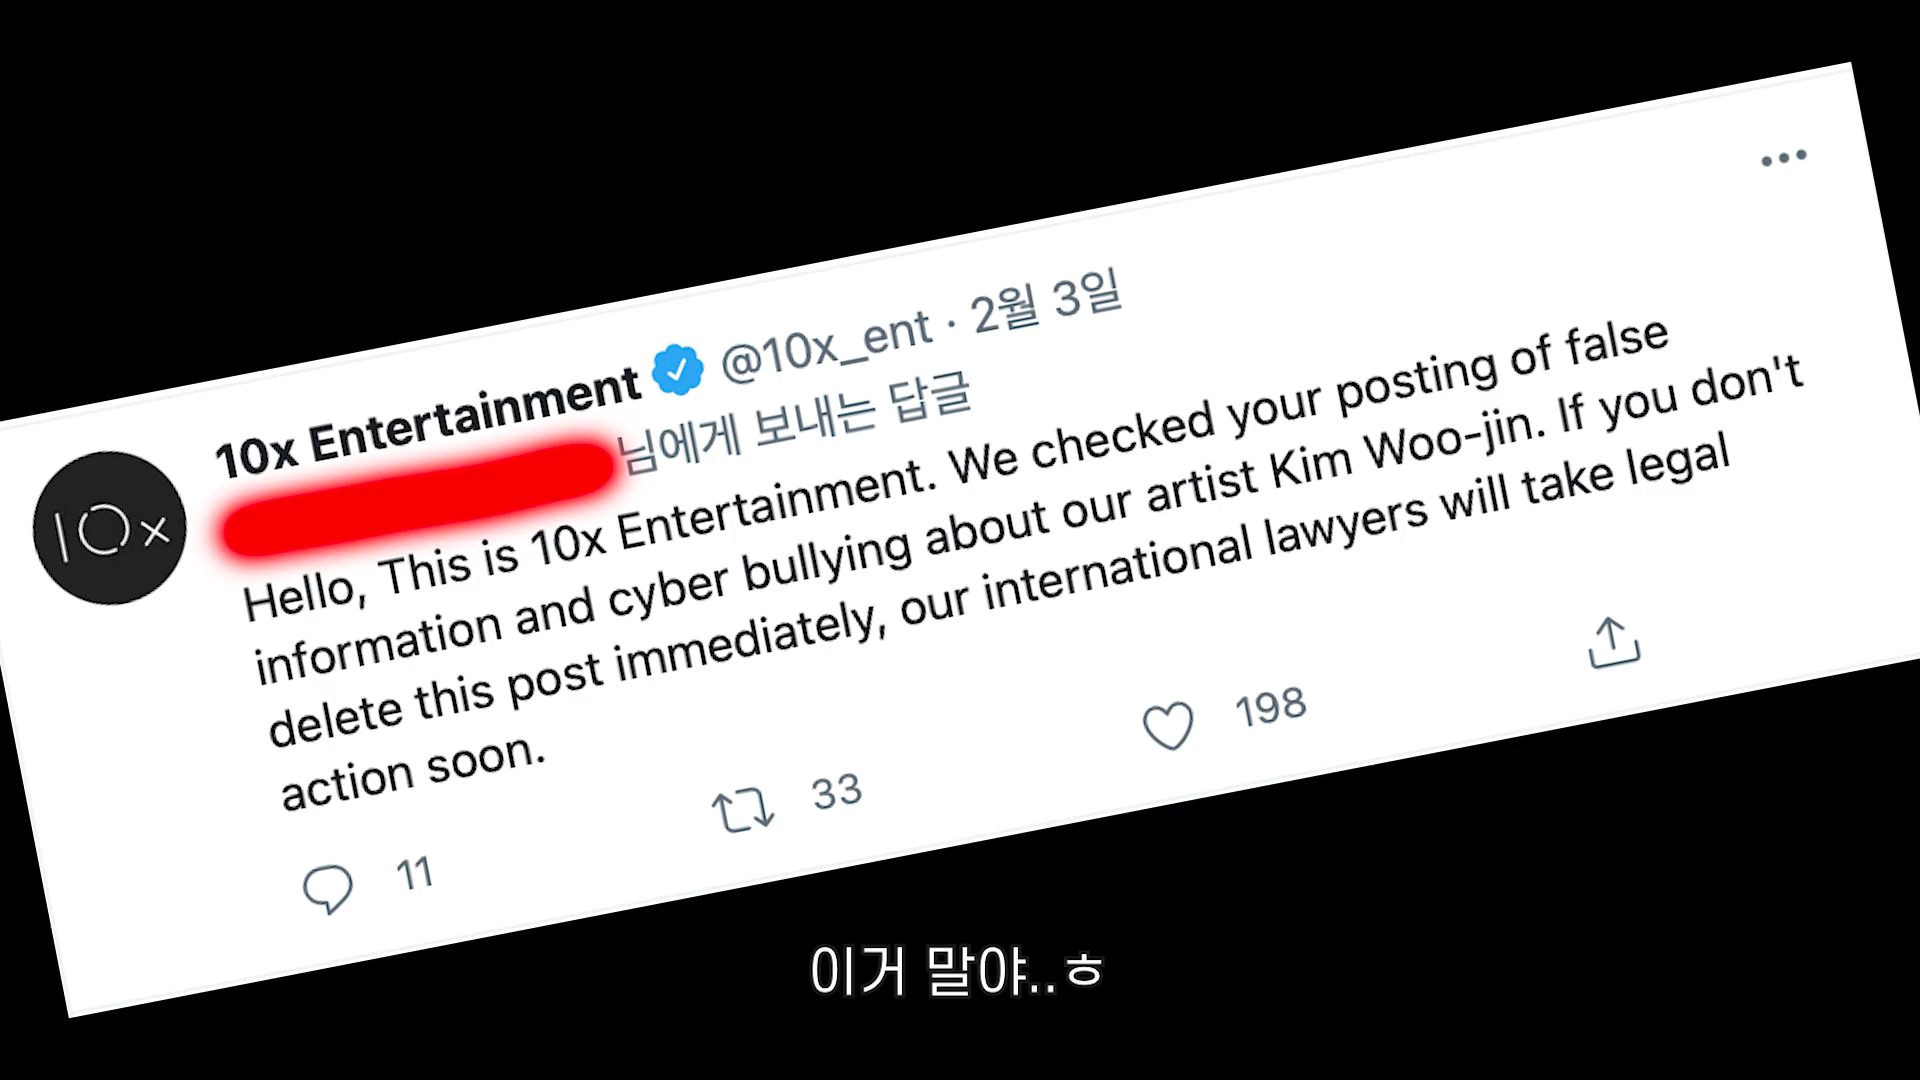 10x Entertainment @10x_ent · 2월 3일
님에게 보내는 답글
Hello, This is 10x Entertainment. We checked your posting of false
information and cyber bullying about our artist Kim Woo-jin. If you don't
delete this post immediately, our international lawyers will take legal
action soon.
11 33 198
10x
이거 말야..ㅎ